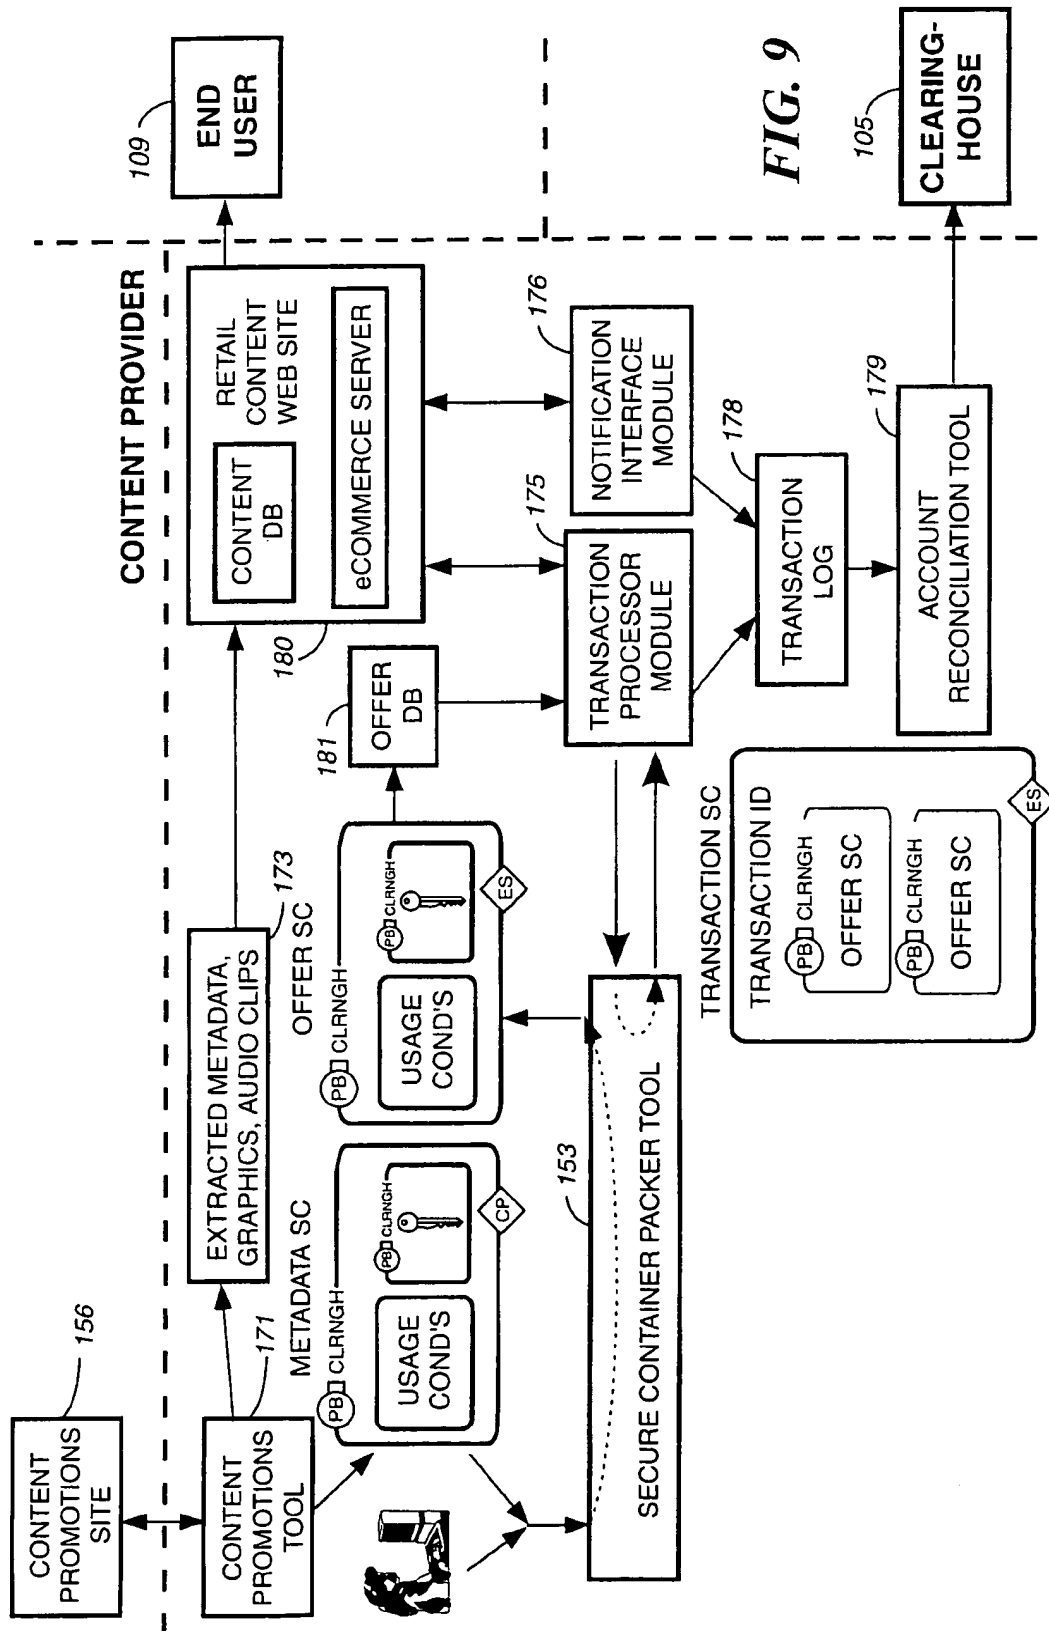 CONTENT
PROMOTIONS
SITE
156
CONTENT PROVIDER
CONTENT
PROMOTIONS
TOOL
171
EXTRACTED METADATA,
GRAPHICS, AUDIO CLIPS
173
CONTENT
DB
RETAIL
CONTENT
WEB SITE
eCOMMERCE SERVER
180
END
USER
109
METADATA SC
PB CLRNGH
USAGE
COND'S
PB CLRNGH
CP
OFFER SC
PB CLRNGH
USAGE
COND'S
PB CLRNGH
ES
OFFER
DB
181
SECURE CONTAINER PACKER TOOL
153
TRANSACTION
PROCESSOR
MODULE
175
NOTIFICATION
INTERFACE
MODULE
176
TRANSACTION
LOG
178
TRANSACTION SC
TRANSACTION ID
PB CLRNGH
OFFER SC
PB CLRNGH
OFFER SC
ES
ACCOUNT
RECONCILIATION TOOL
179
CLEARING-
HOUSE
105
FIG. 9